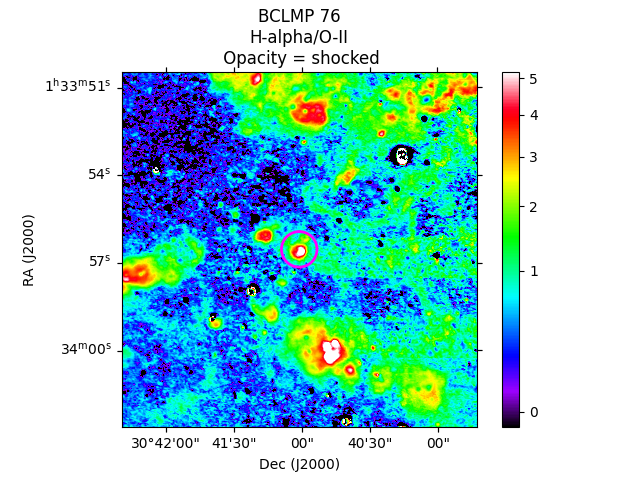 BCLMP 76
H-alpha/O-II
Opacity = shocked
1h33m51s
54s
57s
34m00s
RA (J2000)
30°42'00" 41'30" 00" 40'30" 00"
Dec (J2000)
5
4
3
2
1
0